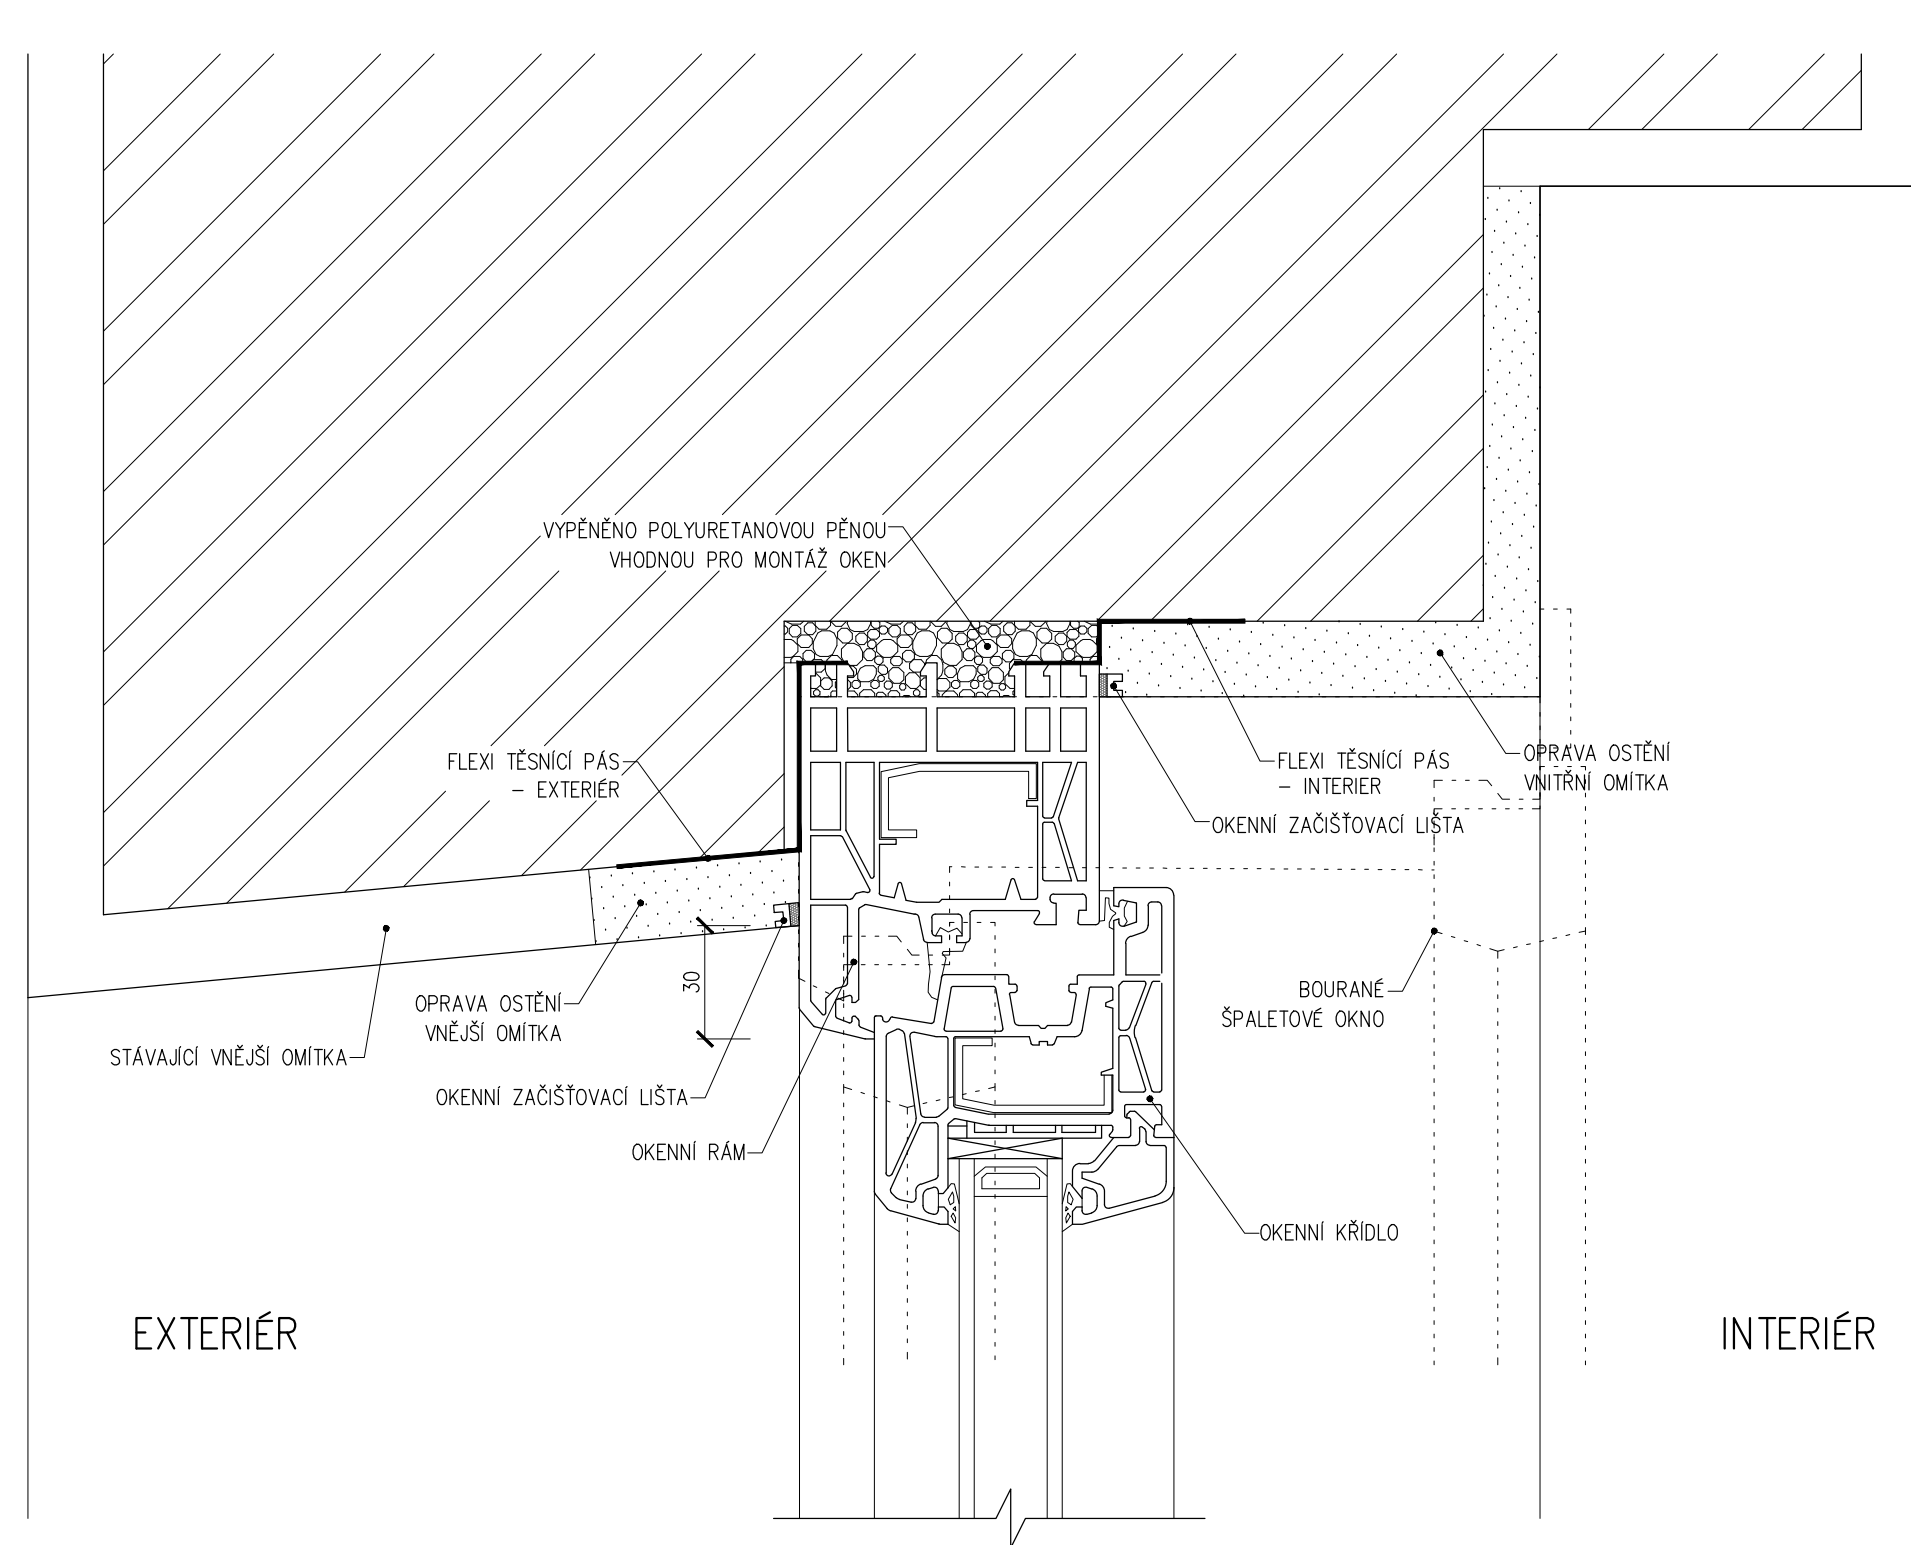 VYPĚNĚNO POLYURETANOVOU PĚNOU
VHODNOU PRO MONTÁŽ OKEN
FLEXI TĚSNÍCÍ PÁS
– EXTERIÉR
FLEXI TĚSNÍCÍ PÁS
– INTERIER
OPRAVA OSTĚNÍ
VNITŘNÍ OMÍTKA
OKENNÍ ZAČIŠŤOVACÍ LIŠTA
30
OPRAVA OSTĚNÍ
VNĚJŠÍ OMÍTKA
BOURANÉ
ŠPALETOVÉ OKNO
STÁVAJÍCÍ VNĚJŠÍ OMÍTKA
OKENNÍ ZAČIŠŤOVACÍ LIŠTA
OKENNÍ RÁM
OKENNÍ KŘÍDLO
EXTERIÉR
INTERIÉR